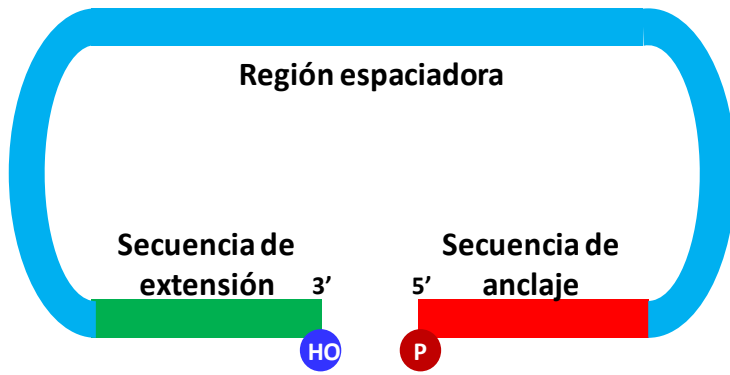 Región espaciadora
Secuencia de
extensión
3’
5’
Secuencia de
anclaje
HO
P